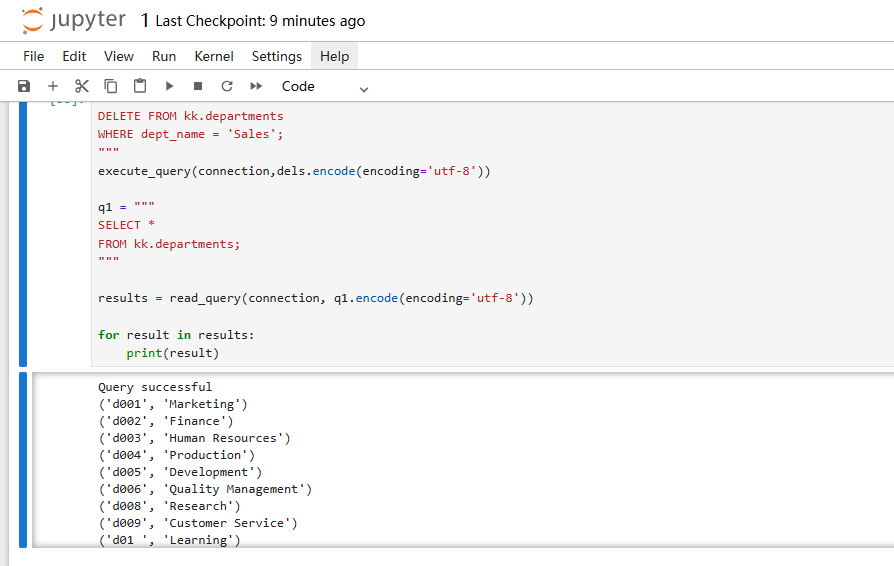 jupyter 1 Last Checkpoint: 9 minutes ago
File Edit View Run Kernel Settings Help
Code
DELETE FROM kk.departments
WHERE dept_name = 'Sales';
"""
execute_query(connection,dels.encode(encoding='utf-8'))
q1 = """
SELECT *
FROM kk.departments;
"""
results = read_query(connection, q1.encode(encoding='utf-8'))
for result in results:
    print(result)
Query successful
('d001', 'Marketing')
('d002', 'Finance')
('d003', 'Human Resources')
('d004', 'Production')
('d005', 'Development')
('d006', 'Quality Management')
('d008', 'Research')
('d009', 'Customer Service')
('d01 ', 'Learning')